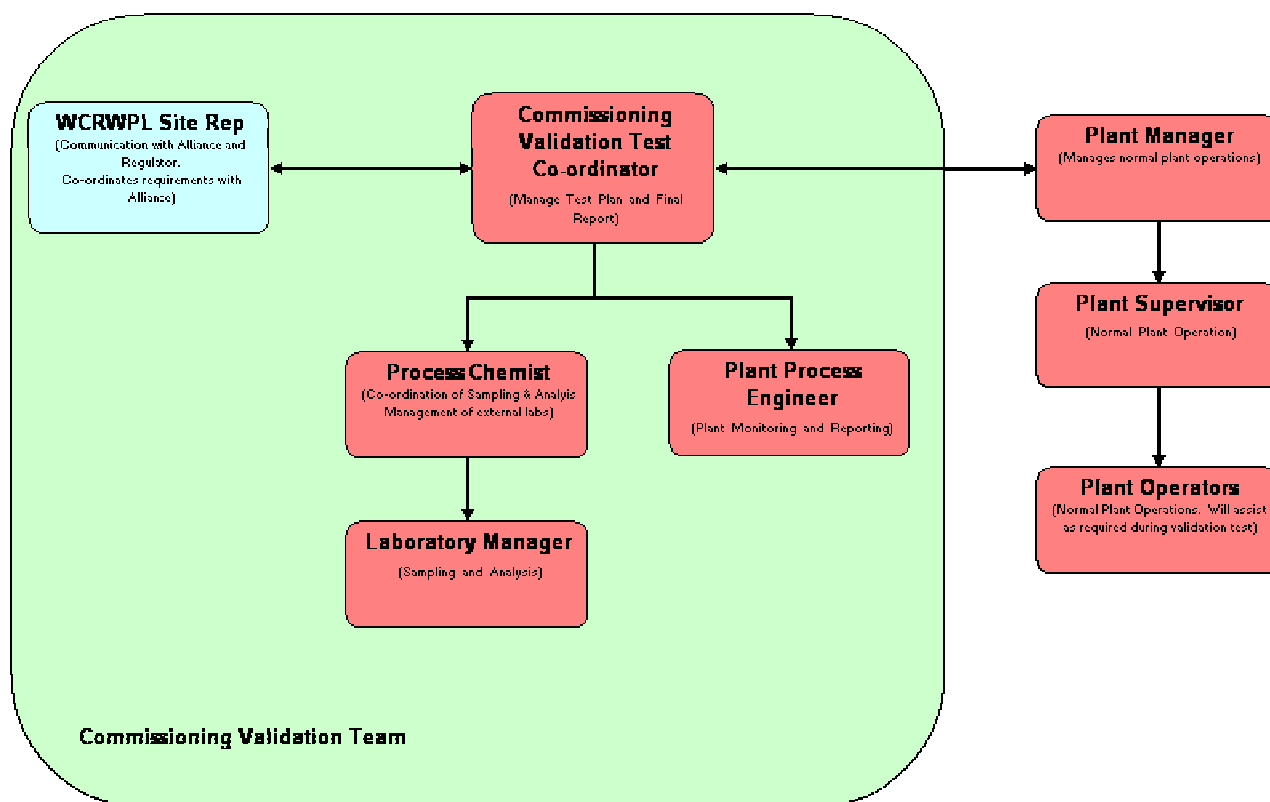 WCRWPL Site Rep
(Communication with Alliance and
Regulator.
Co-ordinates requirements with
Alliance)
Commissioning
Validation Test
Co-ordinator
(Manage Test Plan and Final
Report)
Plant Manager
(Manages normal plant operations)
Plant Supervisor
(Normal Plant Operation)
Process Chemist
(Co-ordination of Sampling & Analyis
Management of external labs)
Plant Process
Engineer
(Plant Monitoring and Reporting)
Plant Operators
(Normal Plant Operations. Will assist
as required during validation test)
Laboratory Manager
(Sampling and Analysis)
Commissioning Validation Team